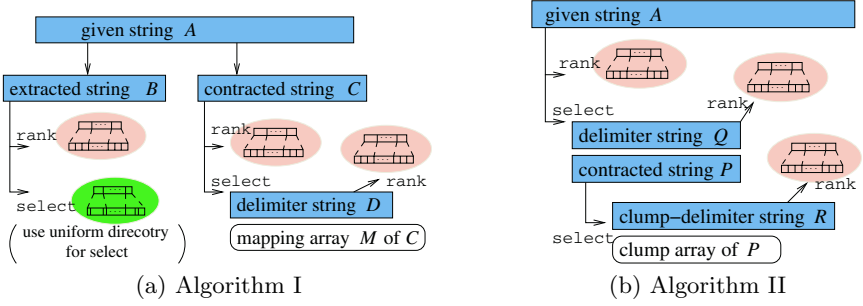 given string A
extracted string B
contracted string C
rank
select
( use uniform direcotry
for select )
rank
select
rank
delimiter string D
mapping array M of C
(a) Algorithm I
given string A
rank
select
rank
delimiter string Q
contracted string P
rank
clump-delimiter string R
select
clump array of P
(b) Algorithm II